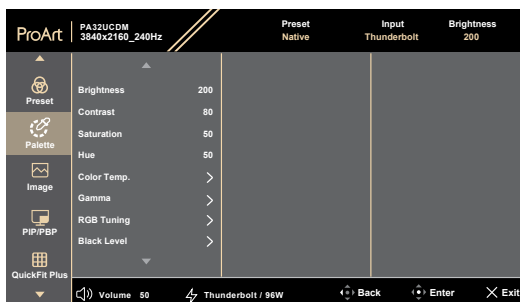 ProArt
PA32UCDM
3840x2160_240Hz
Preset
Native
Input
Thunderbolt
Brightness
200
Preset
Palette
Image
PIP/PBP
QuickFit Plus
Brightness 200
Contrast 80
Saturation 50
Hue 50
Color Temp.
Gamma
RGB Tuning
Black Level
Volume 50
Thunderbolt / 96W
Back
Enter
Exit